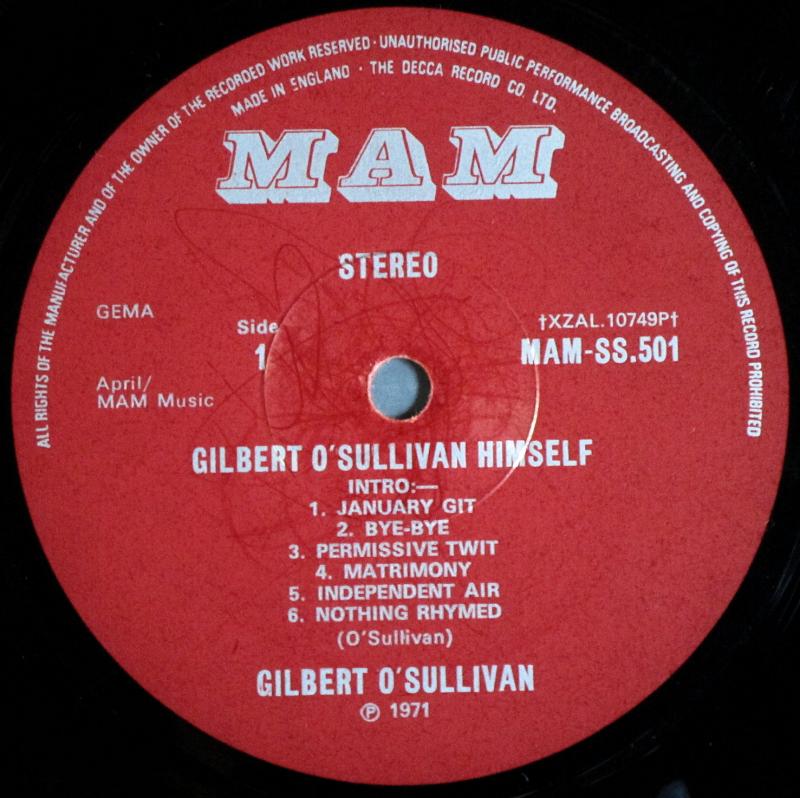 ALL RIGHTS OF THE MANUFACTURER AND OF THE OWNER OF THE RECORDED WORK RESERVED · UNAUTHORISED PUBLIC PERFORMANCE BROADCASTING AND COPYING OF THIS RECORD PROHIBITED
MADE IN ENGLAND · THE DECCA RECORD CO. LTD.
MAM
STEREO
GEMA
Side
1
†XZAL.10749P†
MAM-SS.501
April/
MAM Music
GILBERT O'SULLIVAN HIMSELF
INTRO:—
1. JANUARY GIT
2. BYE-BYE
3. PERMISSIVE TWIT
4. MATRIMONY
5. INDEPENDENT AIR
6. NOTHING RHYMED
(O'Sullivan)
GILBERT O'SULLIVAN
℗ 1971